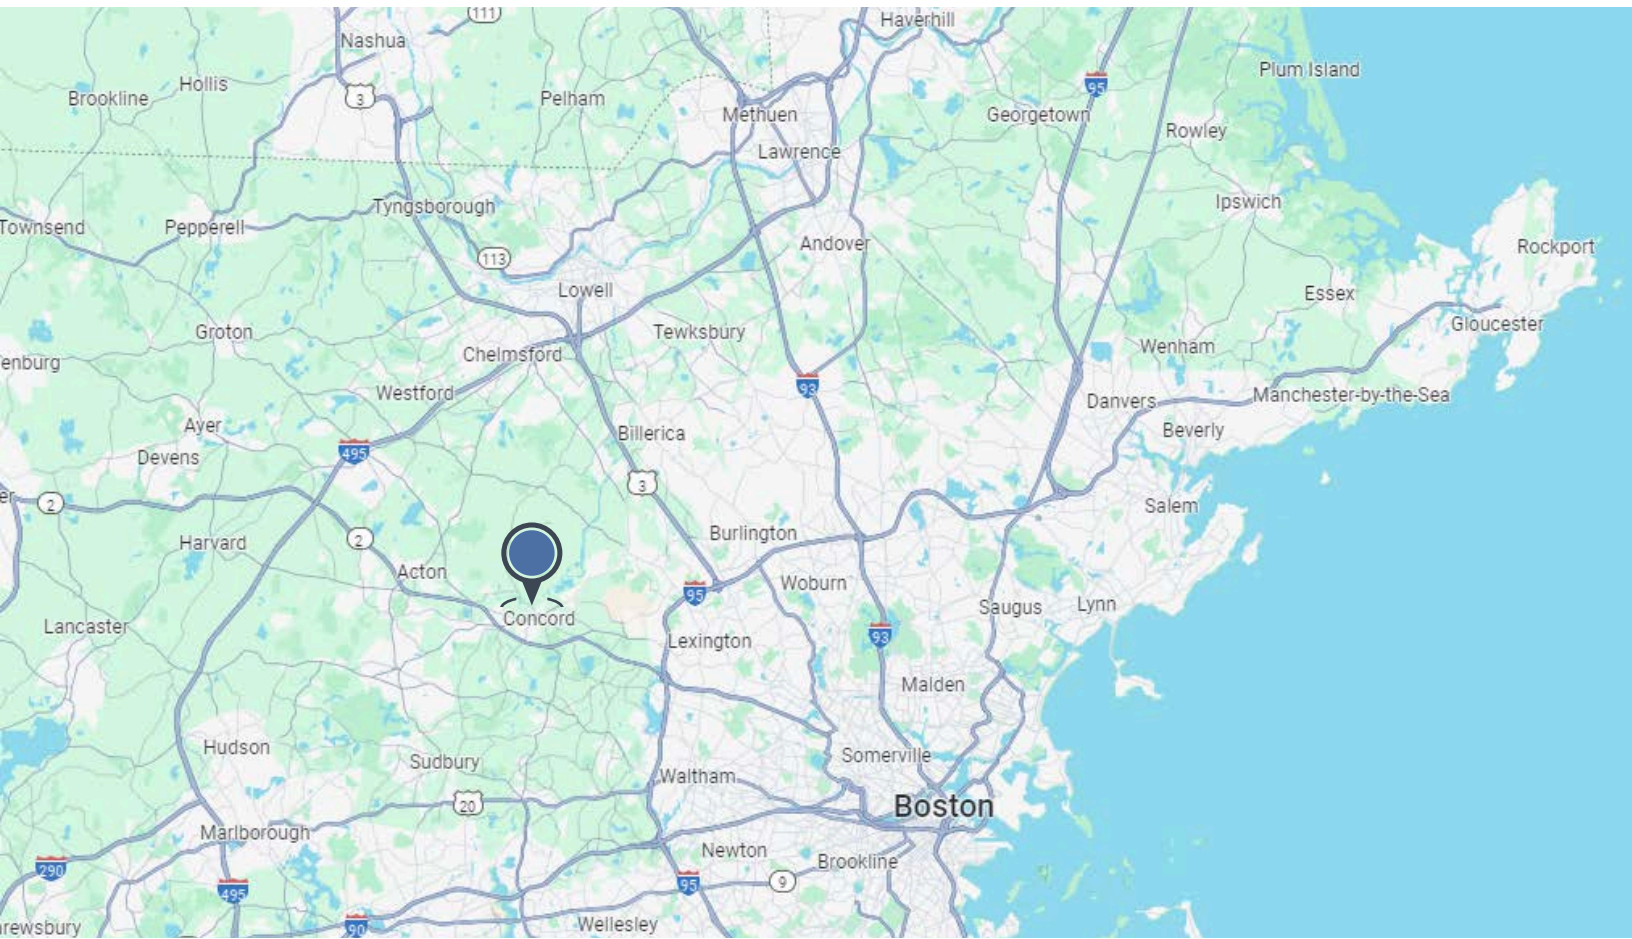 111
Haverhill
Nashua
Plum Island
Hollis
95
Brookline
3
Pelham
Methuen
Georgetown
Rowley
Lawrence
Ipswich
Tyngsborough
Townsend
Pepperell
Andover
Rockport
113
Lowell
Essex
Groton
Tewksbury
Gloucester
Wenham
Chelmsford
enburg
93
Westford
Manchester-by-the-Sea
Danvers
Ayer
Billerica
Beverly
495
Devens
3
er
2
Salem
Burlington
2
Harvard
Acton
Woburn
95
Saugus
Lynn
Concord
Lancaster
93
Lexington
Malden
Hudson
Somerville
Sudbury
Waltham
20
Boston
Marlborough
Newton
Brookline
290
95
9
495
Wellesley
90
rewsbury